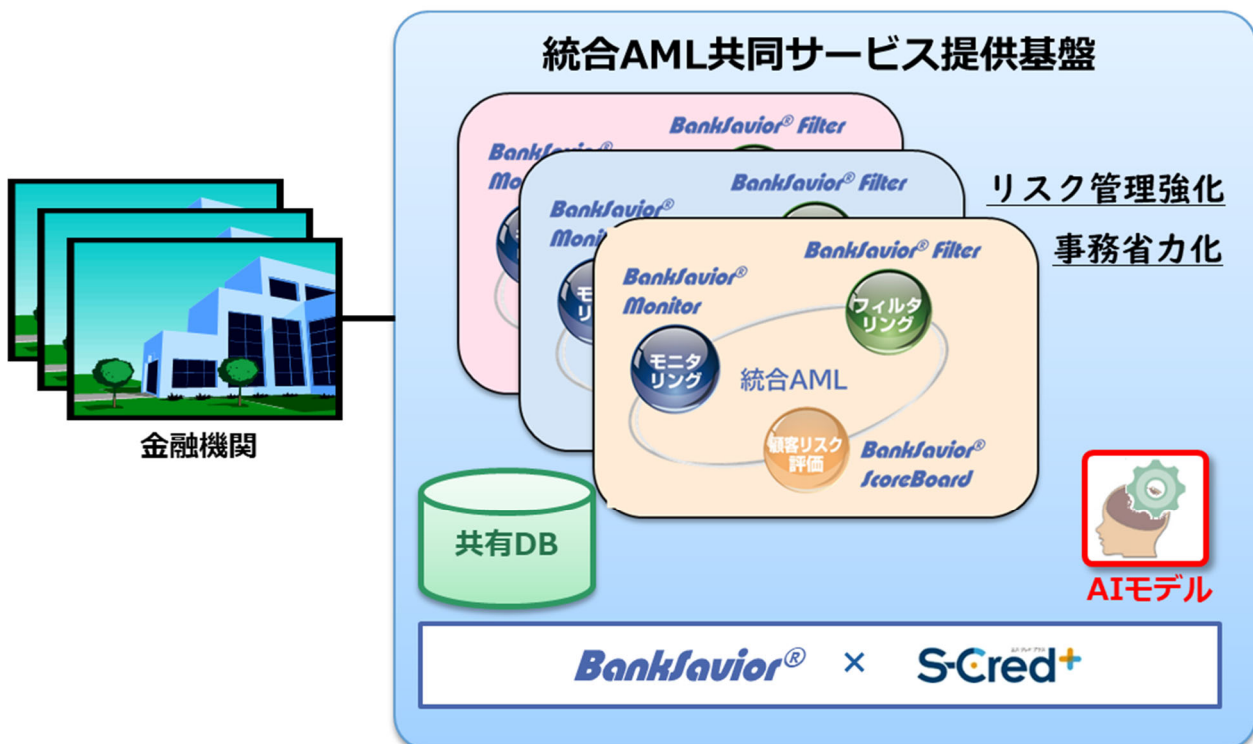 統合AML共同サービス提供基盤
BankSavior® Filter
BankSavior®
BankSavior® Filter
BankSavior®
リスク管理強化
事務省力化
BankSavior® Filter
BankSavior®
Monitor
フィルタ
リング
モニタ
リング
統合AML
顧客リスク
評価
BankSavior®
ScoreBoard
金融機関
共有DB
AIモデル
BankSavior® × S-Cred+